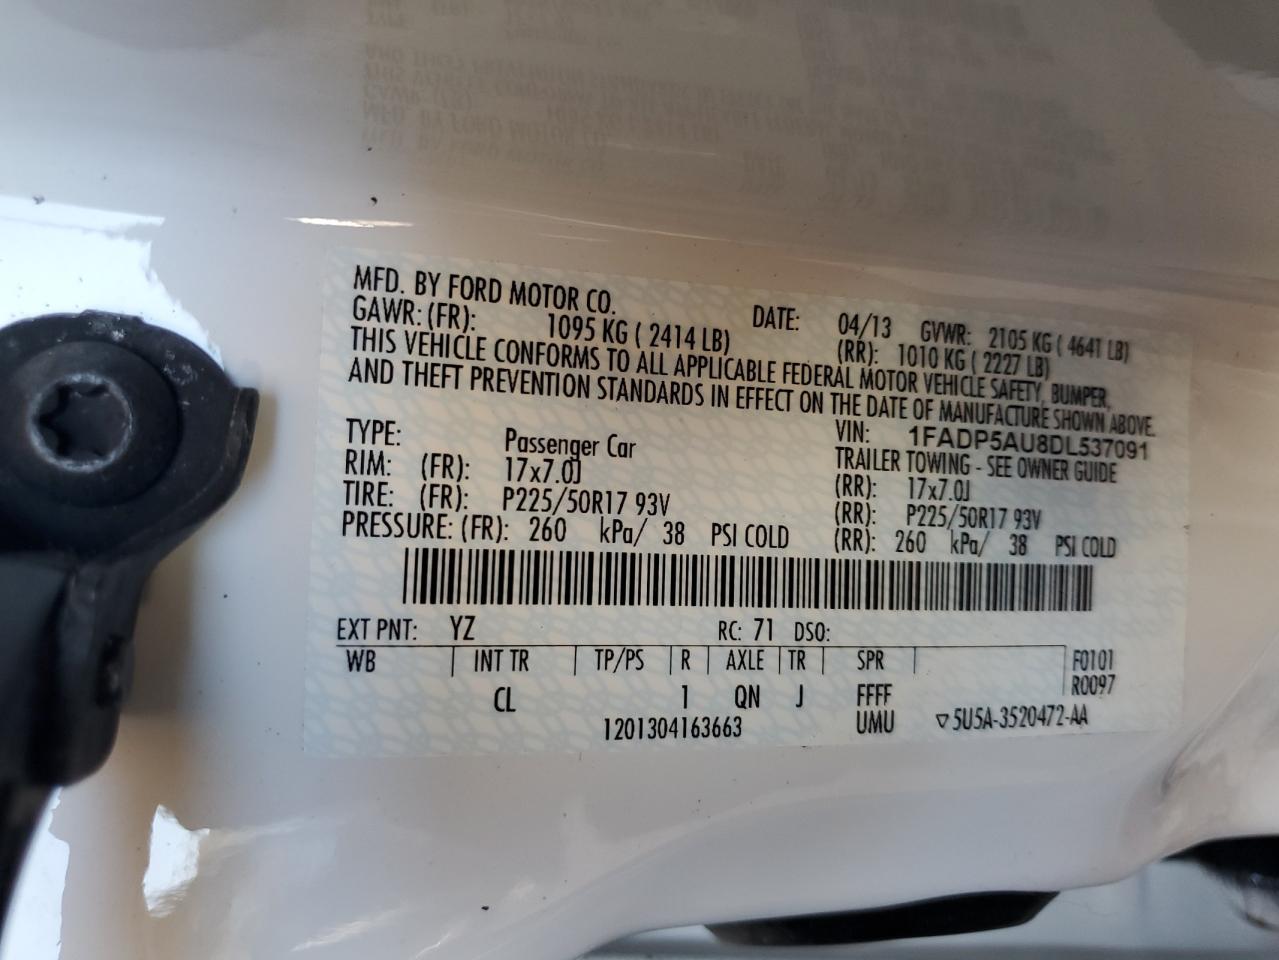 MFD. BY FORD MOTOR CO.
DATE: 04/13 GVWR: 2105 KG ( 4641 LB)
GAWR: (FR): 1095 KG ( 2414 LB) (RR): 1010 KG ( 2227 LB)
THIS VEHICLE CONFORMS TO ALL APPLICABLE FEDERAL MOTOR VEHICLE SAFETY, BUMPER,
AND THEFT PREVENTION STANDARDS IN EFFECT ON THE DATE OF MANUFACTURE SHOWN ABOVE.
VIN: 1FADP5AU8DL537091
TYPE: Passenger Car TRAILER TOWING - SEE OWNER GUIDE
RIM: (FR): 17x7.0J (RR): 17x7.0J
TIRE: (FR): P225/50R17 93V (RR): P225/50R17 93V
PRESSURE: (FR): 260 kPa/ 38 PSI COLD (RR): 260 kPa/ 38 PSI COLD
EXT PNT: YZ RC: 71 DSO:
WB INT TR TP/PS R AXLE TR SPR F0101
CL 1 QN J FFFF R0097
1201304163663 UMU ▽5U5A-3520472-AA